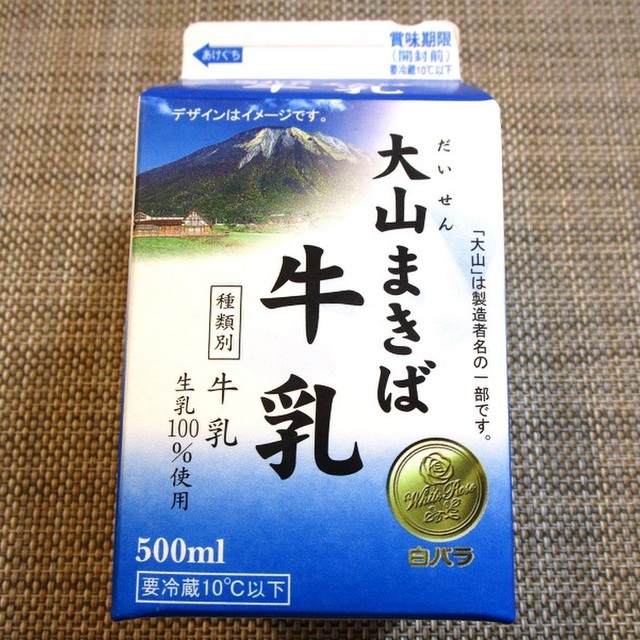 あけぐち
賞味期限
(開封前)
要冷蔵10℃以下
牛乳
デザインはイメージです。
だいせん
大山まきば
牛乳
「大山」は製造者名の一部です。
種類別
牛乳
生乳100%使用
White Rose
白バラ
500ml
要冷蔵10℃以下